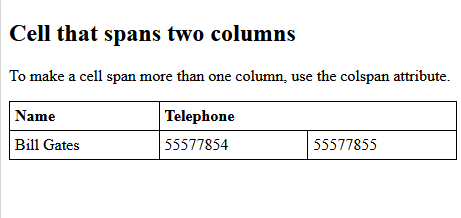 Cell that spans two columns
To make a cell span more than one column, use the colspan attribute.
Name Telephone
Bill Gates 55577854 55577855